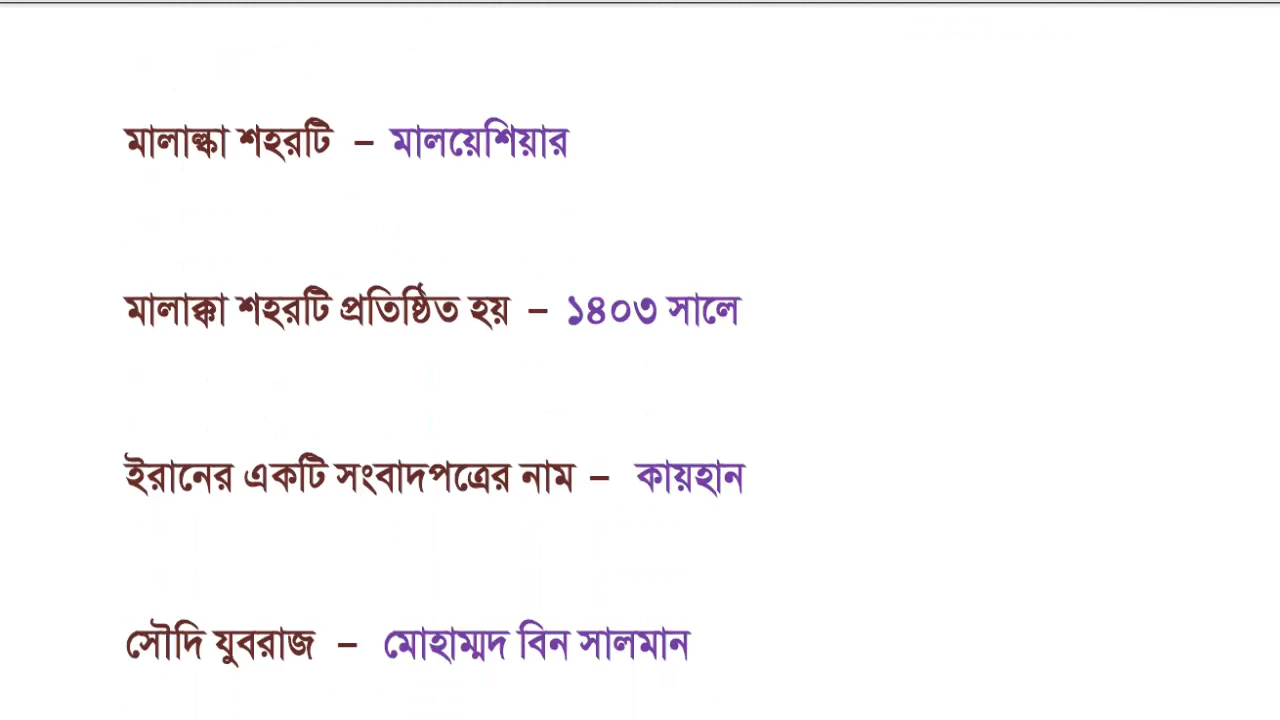 মালাল্কা শহরটি – মালয়েশিয়ার
মালাক্কা শহরটি প্রতিষ্ঠিত হয় – ১৪০৩ সালে
ইরানের একটি সংবাদপত্রের নাম – কায়হান
সৌদি যুবরাজ – মোহাম্মদ বিন সালমান